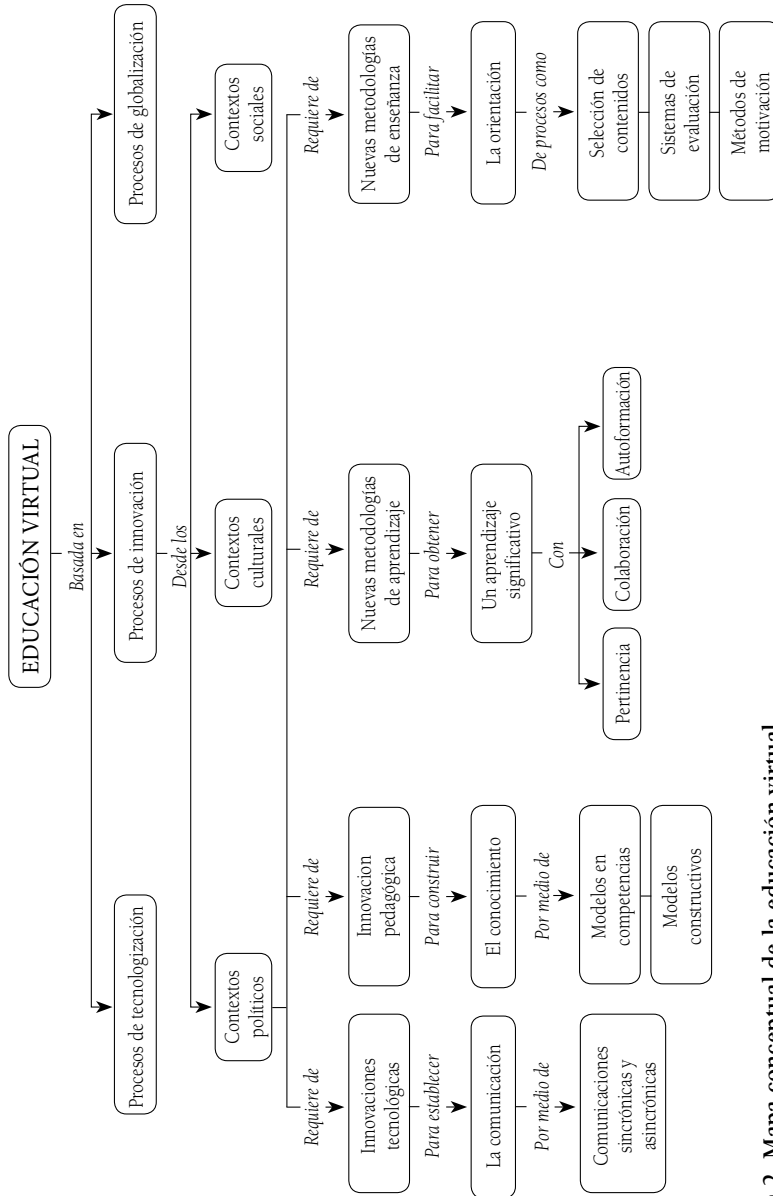 EDUCACIÓN VIRTUAL
Basada en
Procesos de tecnologización
Procesos de innovación
Procesos de globalización
Desde los
Contextos
políticos
Contextos
culturales
Contextos
sociales
Requiere de
Requiere de
Requiere de
Requiere de
Innovaciones
tecnológicas
Innovacion
pedagógica
Nuevas metodologías
de aprendizaje
Nuevas metodologías
de enseñanza
Para establecer
Para construir
Para obtener
Para facilitar
La comunicación
El conocimiento
Un aprendizaje
significativo
La orientación
Por medio de
Por medio de
Con
De procesos como
Comunicaciones
sincrónicas y
asincrónicas
Modelos en
competencias
Modelos
constructivos
Pertinencia
Colaboración
Autoformación
Selección de
contenidos
Sistemas de
evaluación
Métodos de
motivación
2. Mapa conceptual de la educación virtual